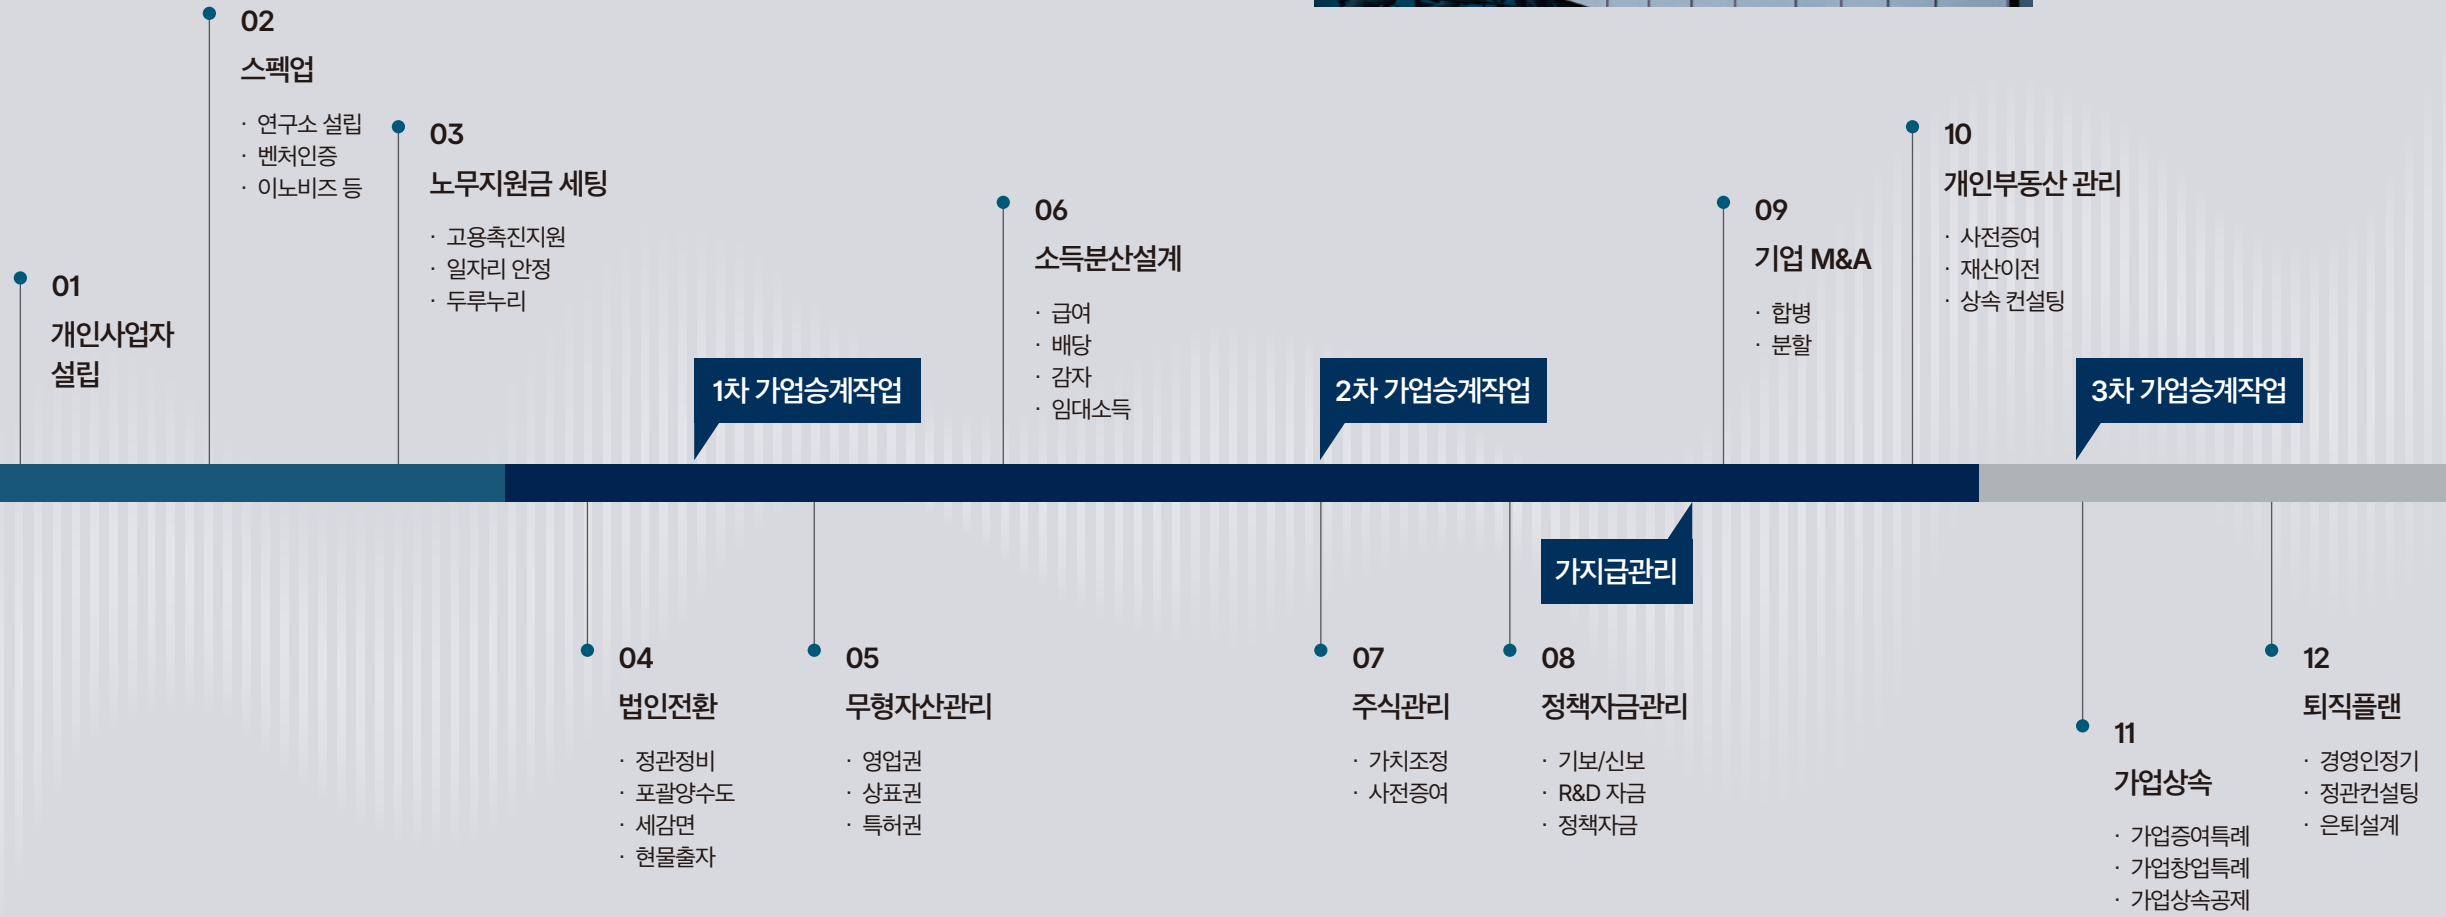 01
개인사업자
설립
02
스펙업
· 연구소 설립
· 벤처인증
· 이노비즈 등
03
노무지원금 세팅
· 고용촉진지원
· 일자리 안정
· 두루누리
1차 가업승계작업
04
법인전환
· 정관정비
· 포괄양수도
· 세감면
· 현물출자
05
무형자산관리
· 영업권
· 상표권
· 특허권
06
소득분산설계
· 급여
· 배당
· 감자
· 임대소득
2차 가업승계작업
07
주식관리
· 가치조정
· 사전증여
08
정책자금관리
· 기보/신보
· R&D 자금
· 정책자금
가지급관리
09
기업 M&A
· 합병
· 분할
10
개인부동산 관리
· 사전증여
· 재산이전
· 상속 컨설팅
3차 가업승계작업
11
가업상속
· 가업증여특례
· 가업창업특례
· 가업상속공제
12
퇴직플랜
· 경영인정기
· 정관컨설팅
· 은퇴설계